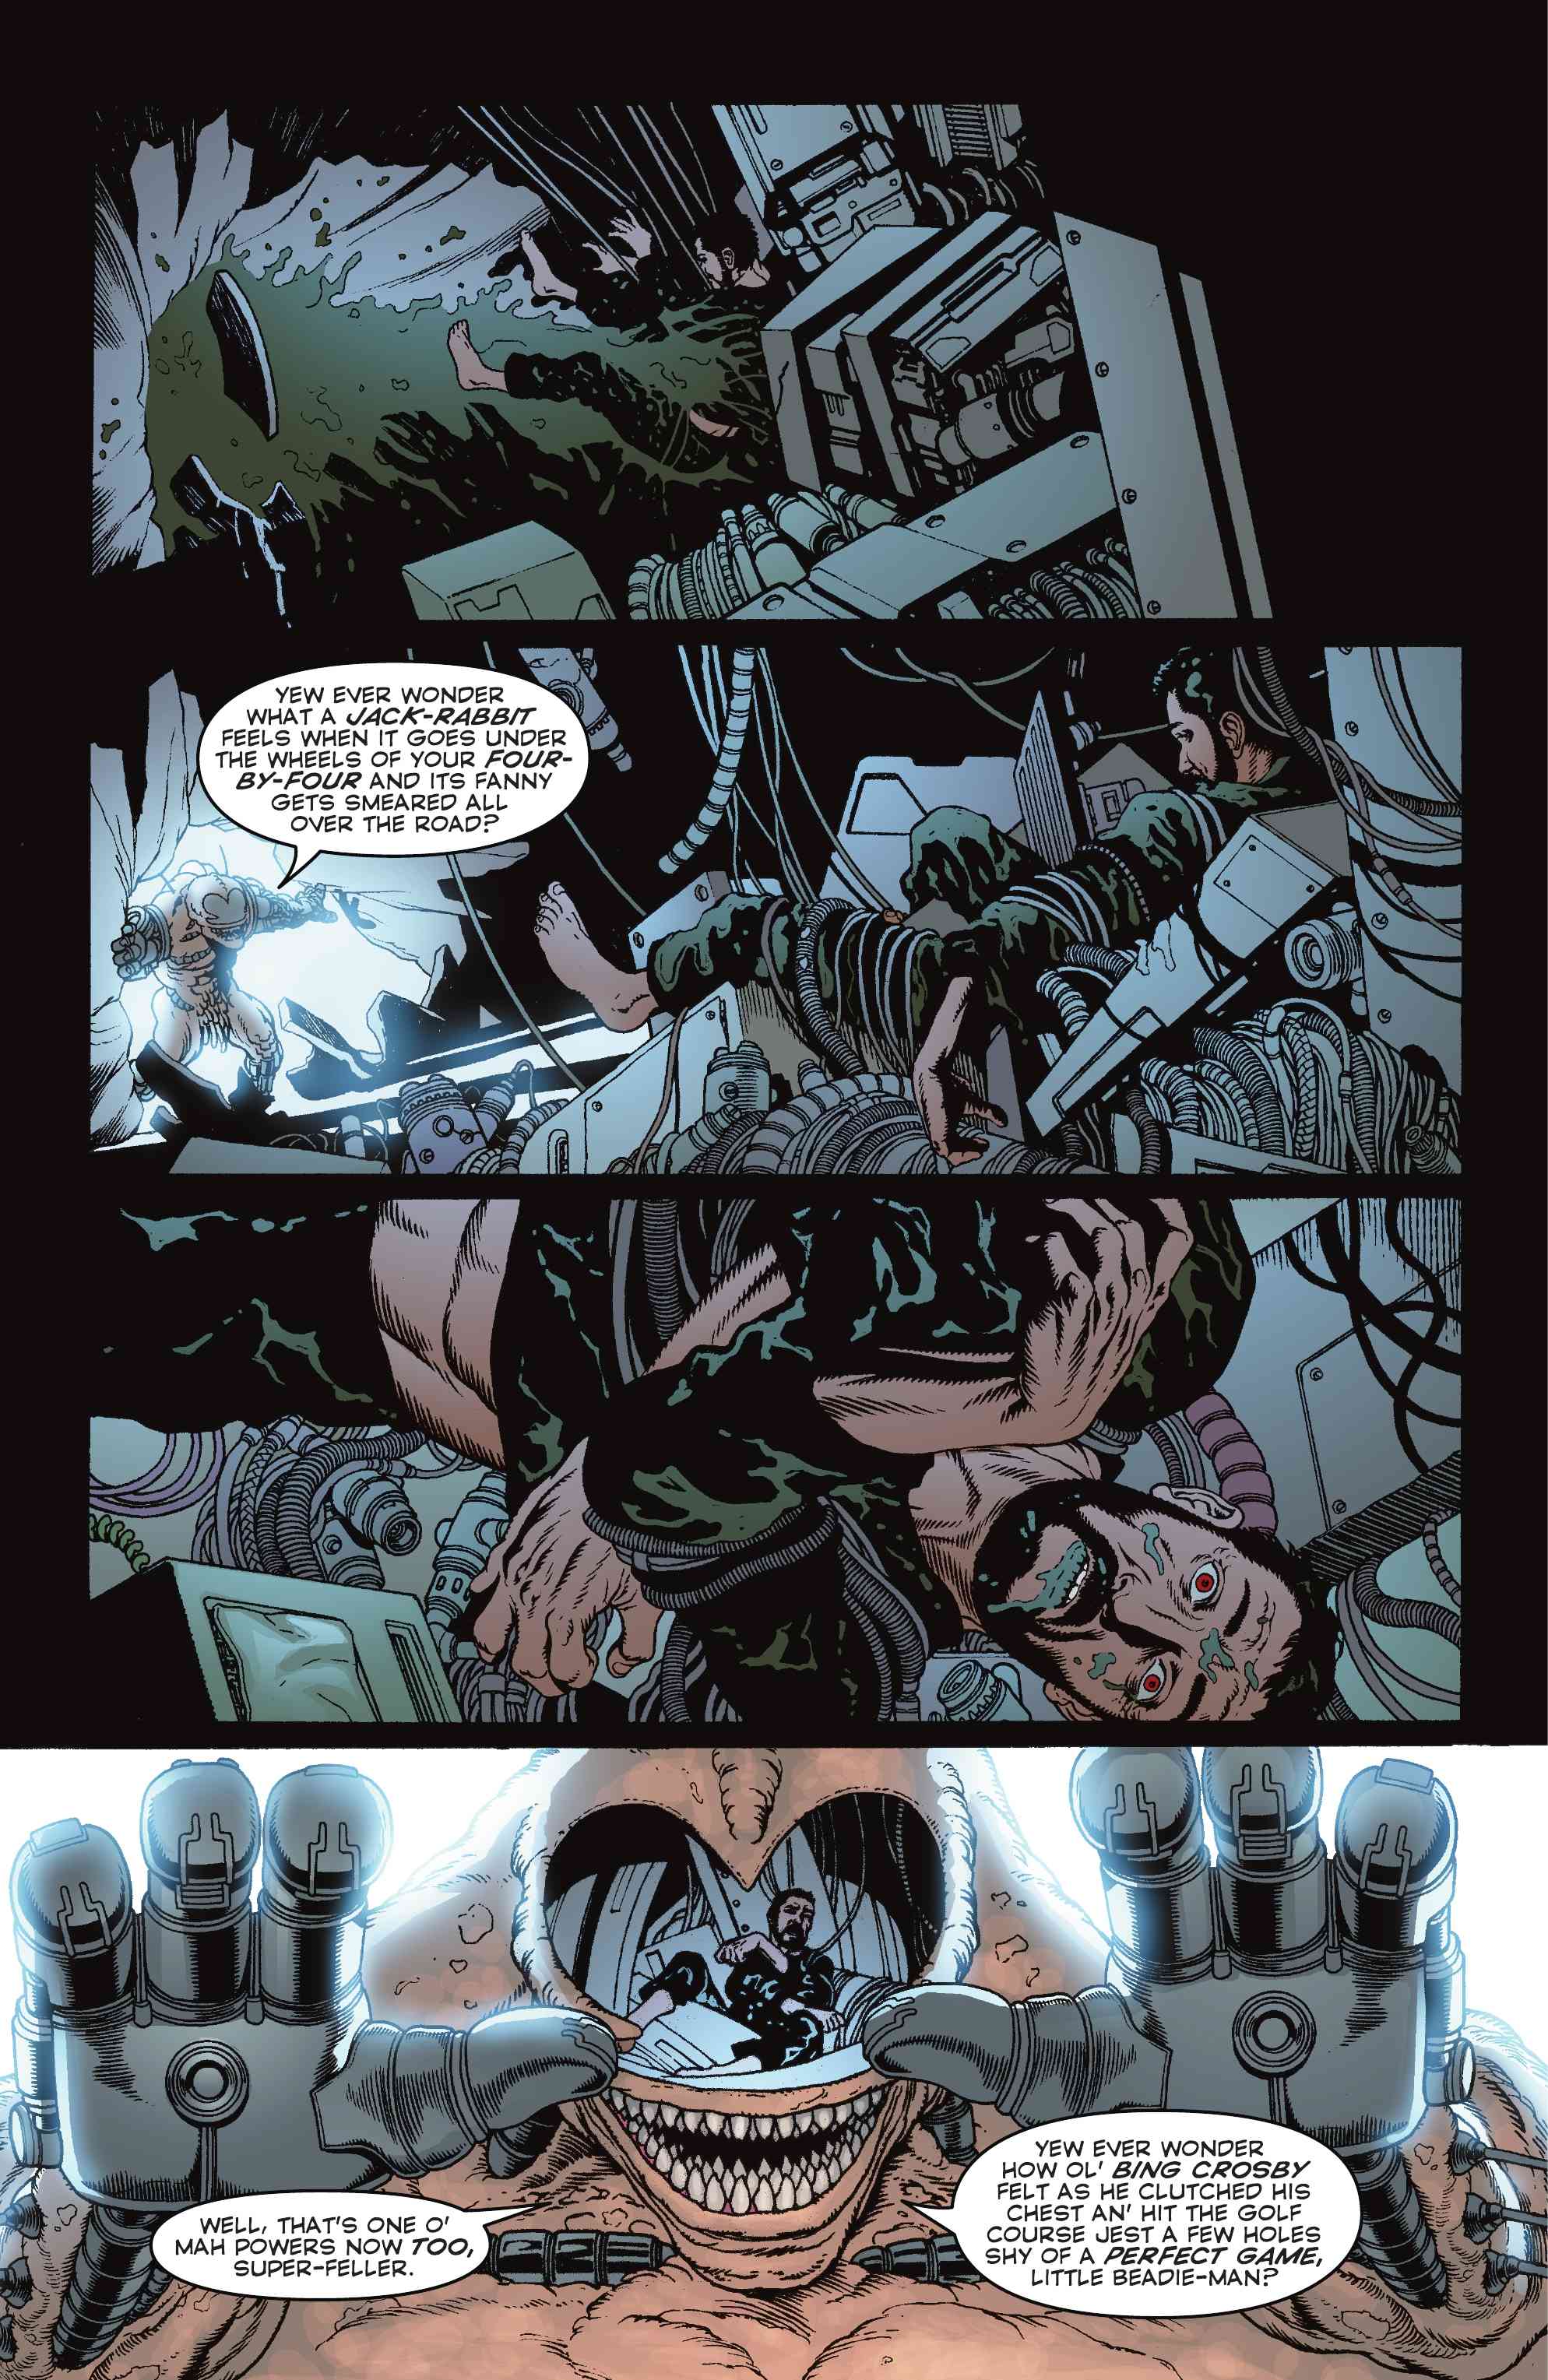 YEW EVER WONDER
WHAT A JACK-RABBIT
FEELS WHEN IT GOES UNDER
THE WHEELS OF YOUR FOUR-
BY-FOUR AND ITS FANNY
GETS SMEARED ALL
OVER THE ROAD?
WELL, THAT'S ONE O'
MAH POWERS NOW TOO,
SUPER-FELLER.
YEW EVER WONDER
HOW OL' BING CROSBY
FELT AS HE CLUTCHED HIS
CHEST AN' HIT THE GOLF
COURSE JEST A FEW HOLES
SHY OF A PERFECT GAME,
LITTLE BEADIE-MAN?